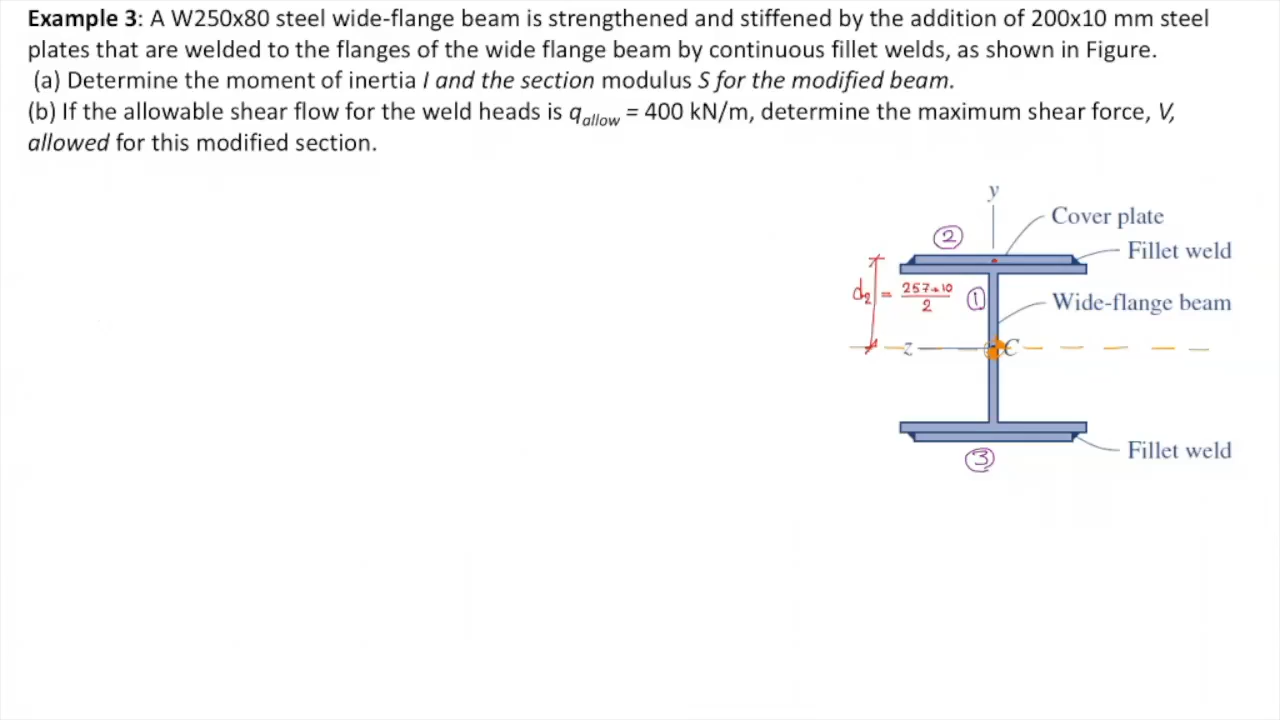 Example 3: A W250x80 steel wide-flange beam is strengthened and stiffened by the addition of 200x10 mm steel
plates that are welded to the flanges of the wide flange beam by continuous fillet welds, as shown in Figure.
(a) Determine the moment of inertia I and the section modulus S for the modified beam.
(b) If the allowable shear flow for the weld heads is qallow = 400 kN/m, determine the maximum shear force, V,
allowed for this modified section.
y
Cover plate
2
Fillet weld
d2 = 257+10
2
1
Wide-flange beam
z
C
3
Fillet weld